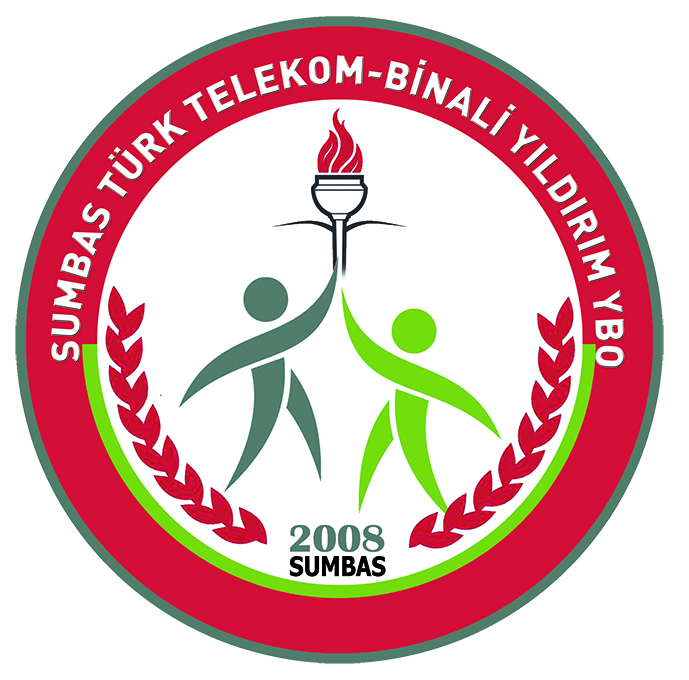 SUMBAS TÜRK TELEKOM-BİNALİ YILDIRIM YBO
2008
SUMBAS